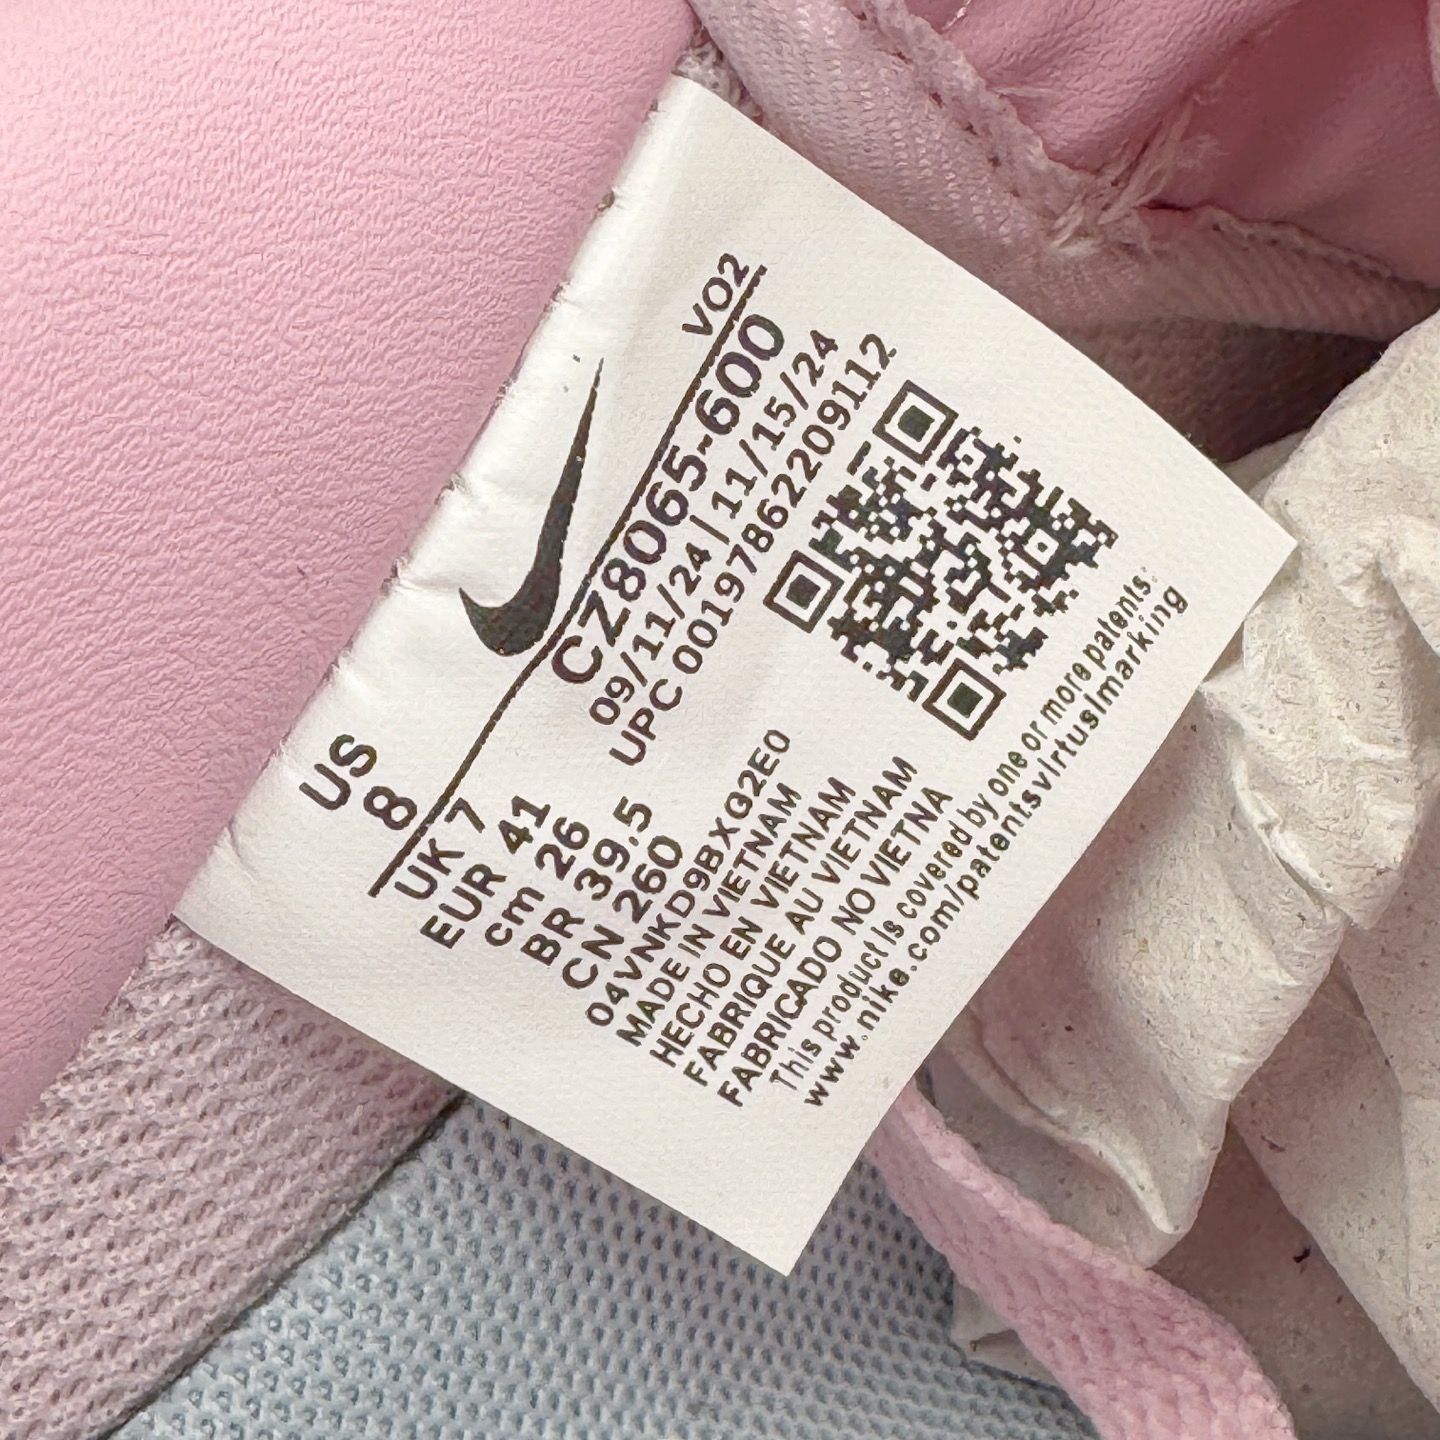 VO2
CZ8065-600
09/11/24 | 11/15/24
UPC 00197862209112
US
8
UK 7
EUR 41
cm 26
BR 39.5
CN 260
04VNKD9BXG2E0
MADE IN VIETNAM
HECHO EN VIETNAM
FABRIQUE AU VIETNAM
FABRICADO NO VIETNA
This product is covered by one or more patents:
www.nike.com/patentsvirtuslmarking